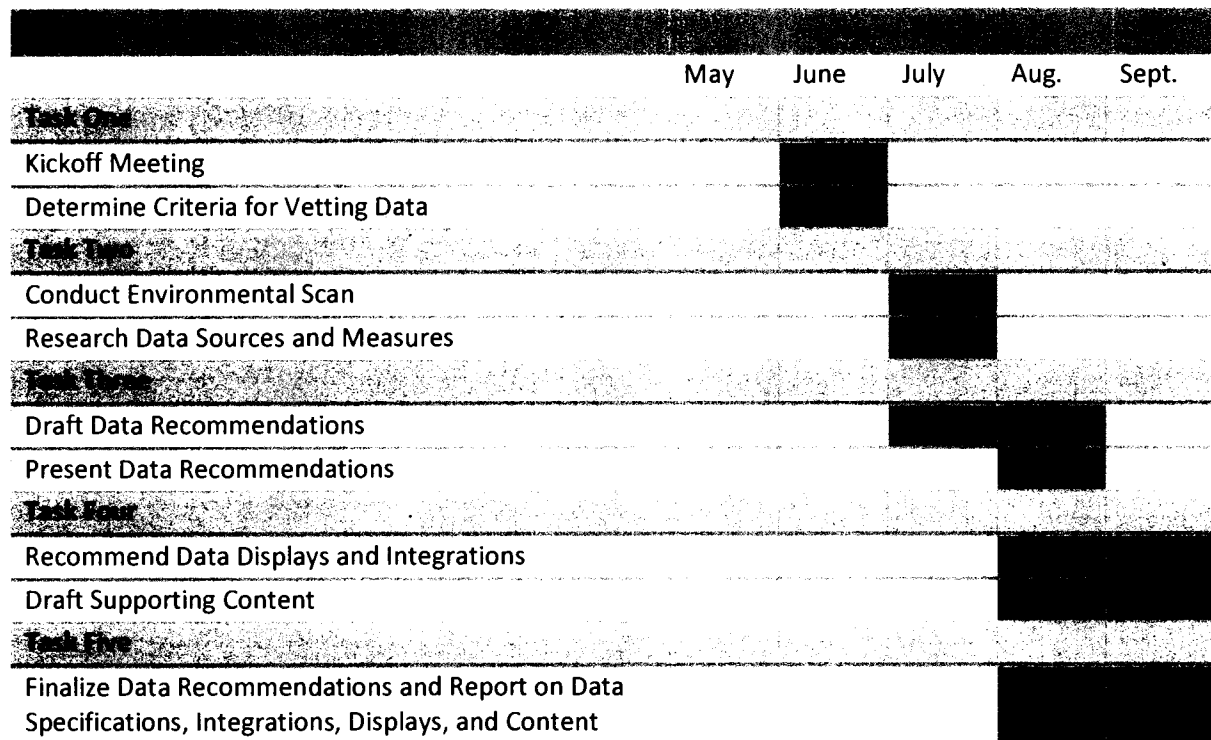 May June July Aug. Sept.
Task One
Kickoff Meeting
Determine Criteria for Vetting Data
Task Two
Conduct Environmental Scan
Research Data Sources and Measures
Task Three
Draft Data Recommendations
Present Data Recommendations
Task Four
Recommend Data Displays and Integrations
Draft Supporting Content
Task Five
Finalize Data Recommendations and Report on Data
Specifications, Integrations, Displays, and Content